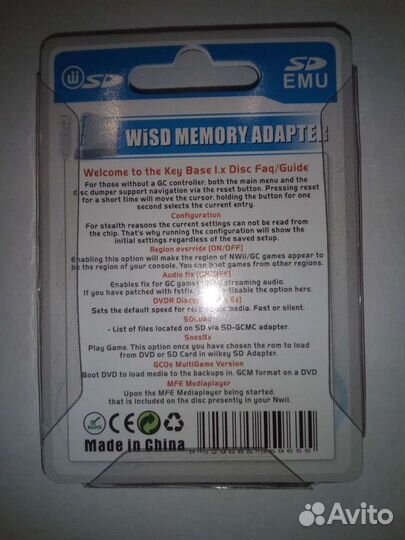 SD
SD
EMU
WiSD MEMORY ADAPTER
Welcome to the Key Base 1.x Disc Faq/Guide
For those without a GC controller, both the main menu and the
disc dumper support navigation via the reset button. Pressing reset
for a short time will move the cursor, holding the button for one
second selects the current entry.
Configuration
For stealth reasons the current settings can not be read from
the chip. That's why running the configuration will show the
initial settings regardless of the saved setup.
Region override [ON/OFF]
Enabling this option will make the region of NWii/GC games appear to
be the region of your console. You can boot games from other regions.
Audio fix [ON/OFF]
Enables fix for GC games streaming audio.
If you have patched with fstfix disable the option here.
DVDR Disc 6x]
Sets the default speed for media. Fast or silent.
SDLoad
- List of files located on SD via SD-GCMC adapter.
Snes9x
Play Game. This option once you have chosen the rom to load
from DVD or SD Card in wiikey SD Adapter.
GCOs MultiGame Version
Boot DVD to load media to the backups in. GCM format on a DVD
MFE Mediaplayer
Upon the MFE Mediaplayer being started.
that is included on the disc presently in your Nwii.
RoHS
CE
Made in China
Avito